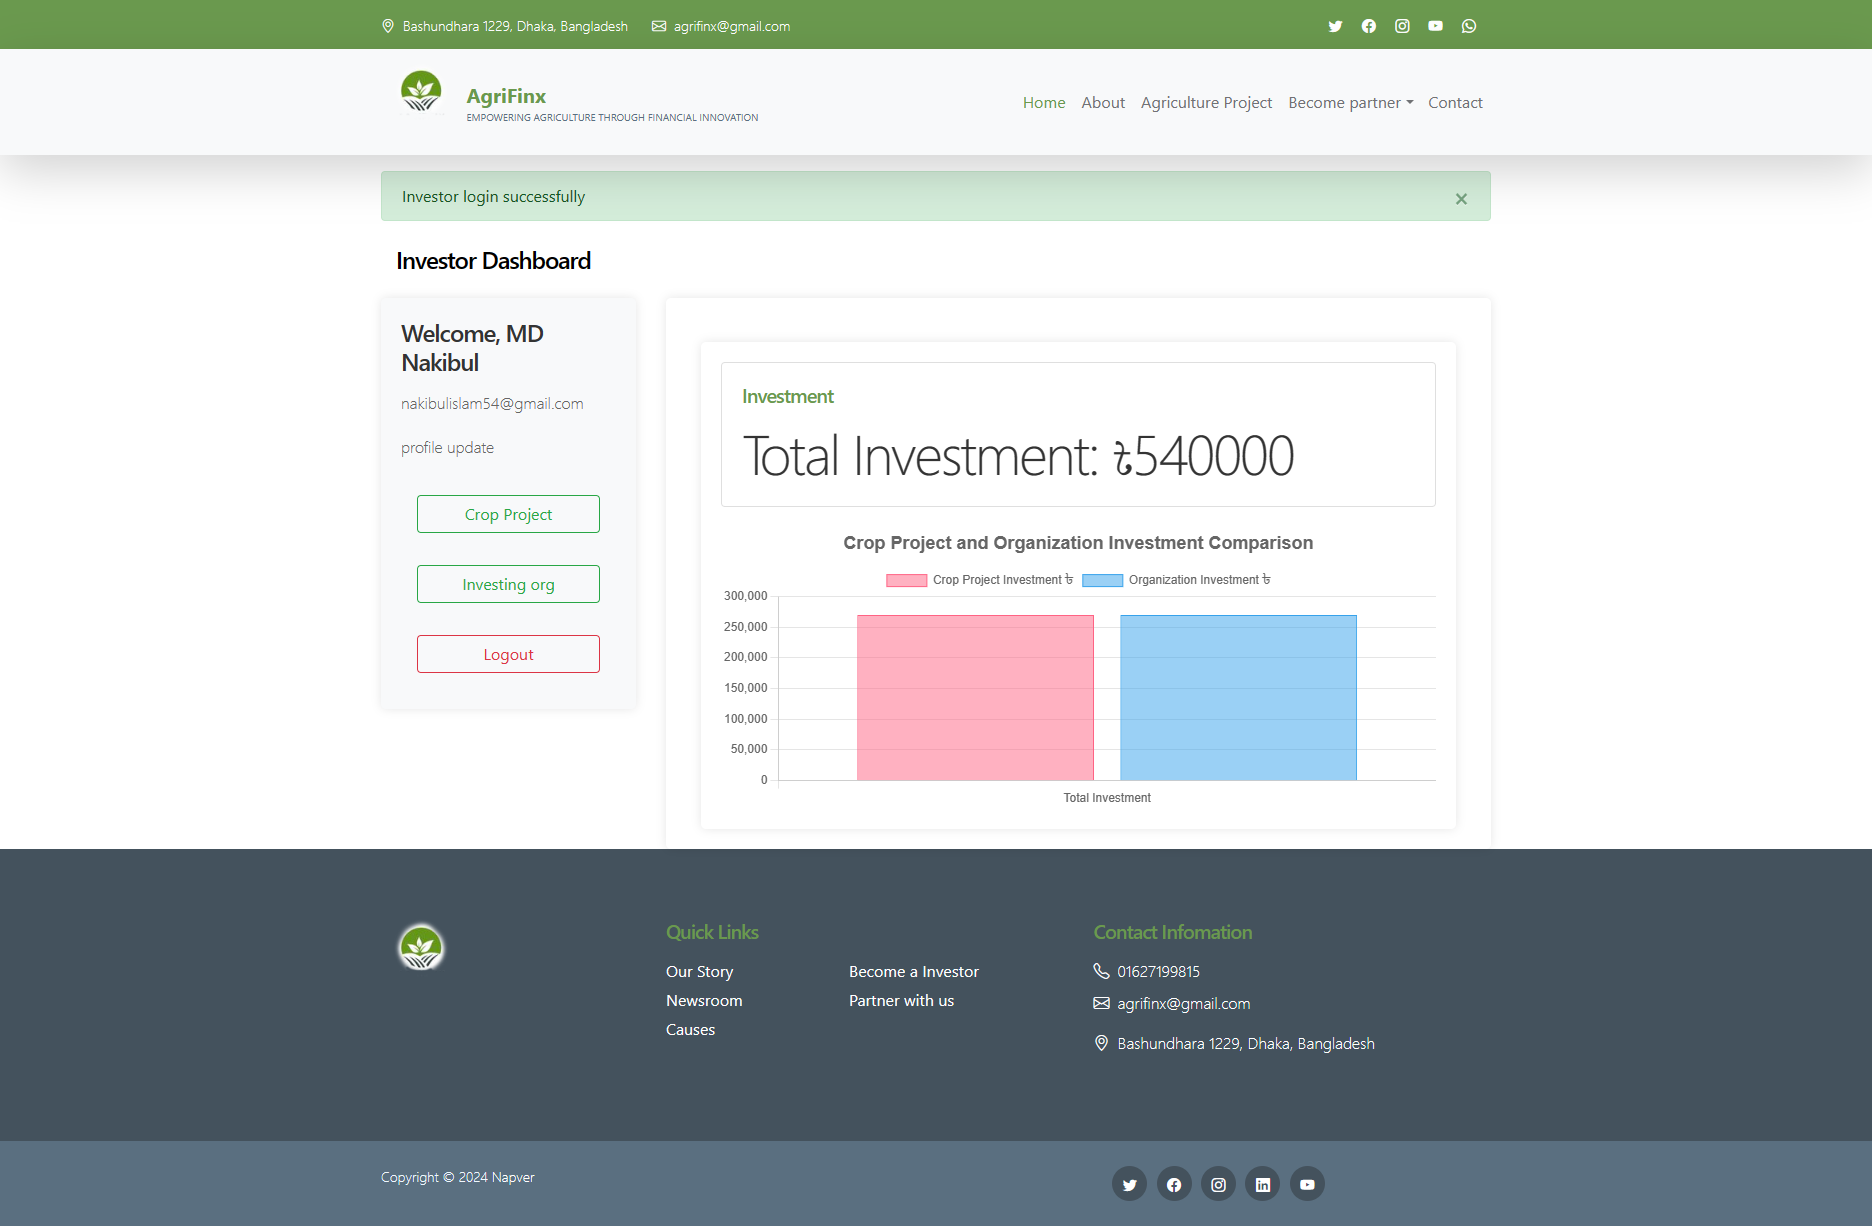 Bashundhara 1229, Dhaka, Bangladesh agrifinx@gmail.com
AgriFinx
EMPOWERING AGRICULTURE THROUGH FINANCIAL INNOVATION
Home About Agriculture Project Become partner Contact
Investor login successfully ×
Investor Dashboard
Welcome, MD
Nakibul
nakibulislam54@gmail.com
profile update
Crop Project
Investing org
Logout
Investment
Total Investment: ৳540000
Crop Project and Organization Investment Comparison
Crop Project Investment ৳ Organization Investment ৳
300,000
250,000
200,000
150,000
100,000
50,000
0
Total Investment
Quick Links
Our Story
Newsroom
Causes
Become a Investor
Partner with us
Contact Infomation
01627199815
agrifinx@gmail.com
Bashundhara 1229, Dhaka, Bangladesh
Copyright © 2024 Napver